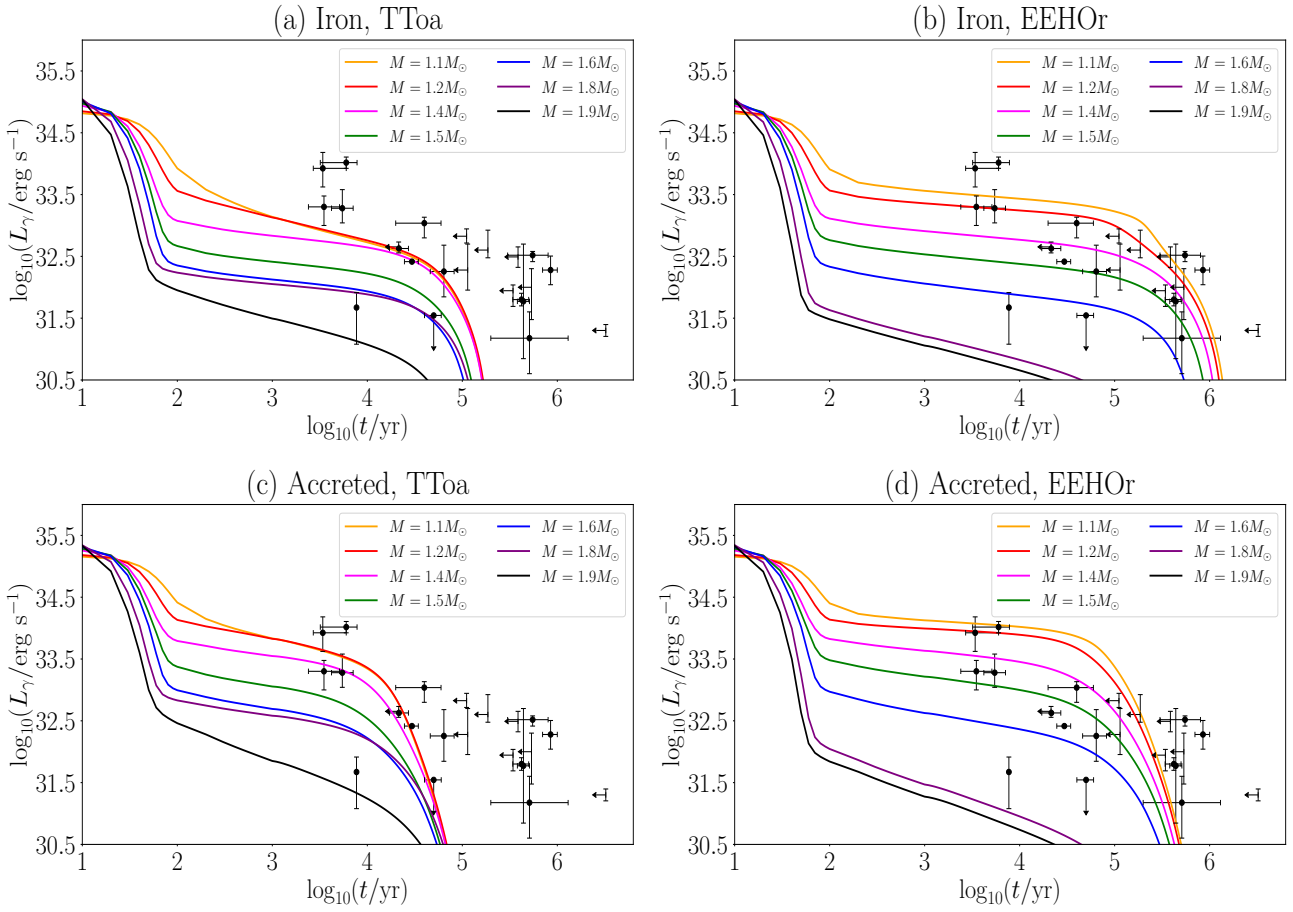 (a) Iron, TToa
log₁₀(Lγ/erg s⁻¹)
35.5
34.5
33.5
32.5
31.5
30.5
M = 1.1M⊙
M = 1.2M⊙
M = 1.4M⊙
M = 1.5M⊙
M = 1.6M⊙
M = 1.8M⊙
M = 1.9M⊙
1 2 3 4 5 6
log₁₀(t/yr)
(b) Iron, EEHOr
log₁₀(Lγ/erg s⁻¹)
35.5
34.5
33.5
32.5
31.5
30.5
M = 1.1M⊙
M = 1.2M⊙
M = 1.4M⊙
M = 1.5M⊙
M = 1.6M⊙
M = 1.8M⊙
M = 1.9M⊙
1 2 3 4 5 6
log₁₀(t/yr)
(c) Accreted, TToa
log₁₀(Lγ/erg s⁻¹)
35.5
34.5
33.5
32.5
31.5
30.5
M = 1.1M⊙
M = 1.2M⊙
M = 1.4M⊙
M = 1.5M⊙
M = 1.6M⊙
M = 1.8M⊙
M = 1.9M⊙
1 2 3 4 5 6
log₁₀(t/yr)
(d) Accreted, EEHOr
log₁₀(Lγ/erg s⁻¹)
35.5
34.5
33.5
32.5
31.5
30.5
M = 1.1M⊙
M = 1.2M⊙
M = 1.4M⊙
M = 1.5M⊙
M = 1.6M⊙
M = 1.8M⊙
M = 1.9M⊙
1 2 3 4 5 6
log₁₀(t/yr)